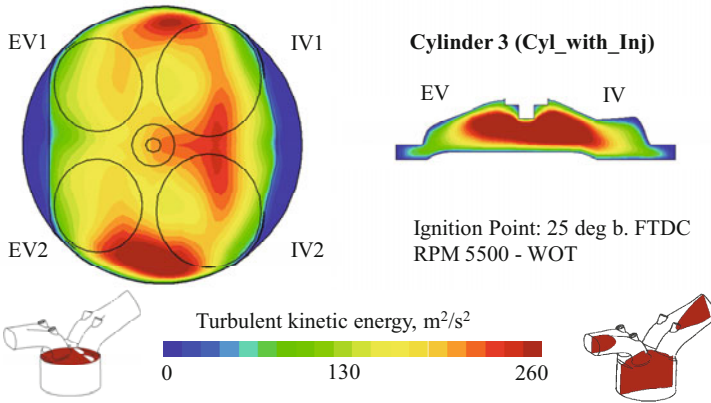 EV1
IV1
Cylinder 3 (Cyl_with_Inj)
EV
IV
EV2
IV2
Ignition Point: 25 deg b. FTDC
RPM 5500 - WOT
Turbulent kinetic energy, m²/s²
0
130
260